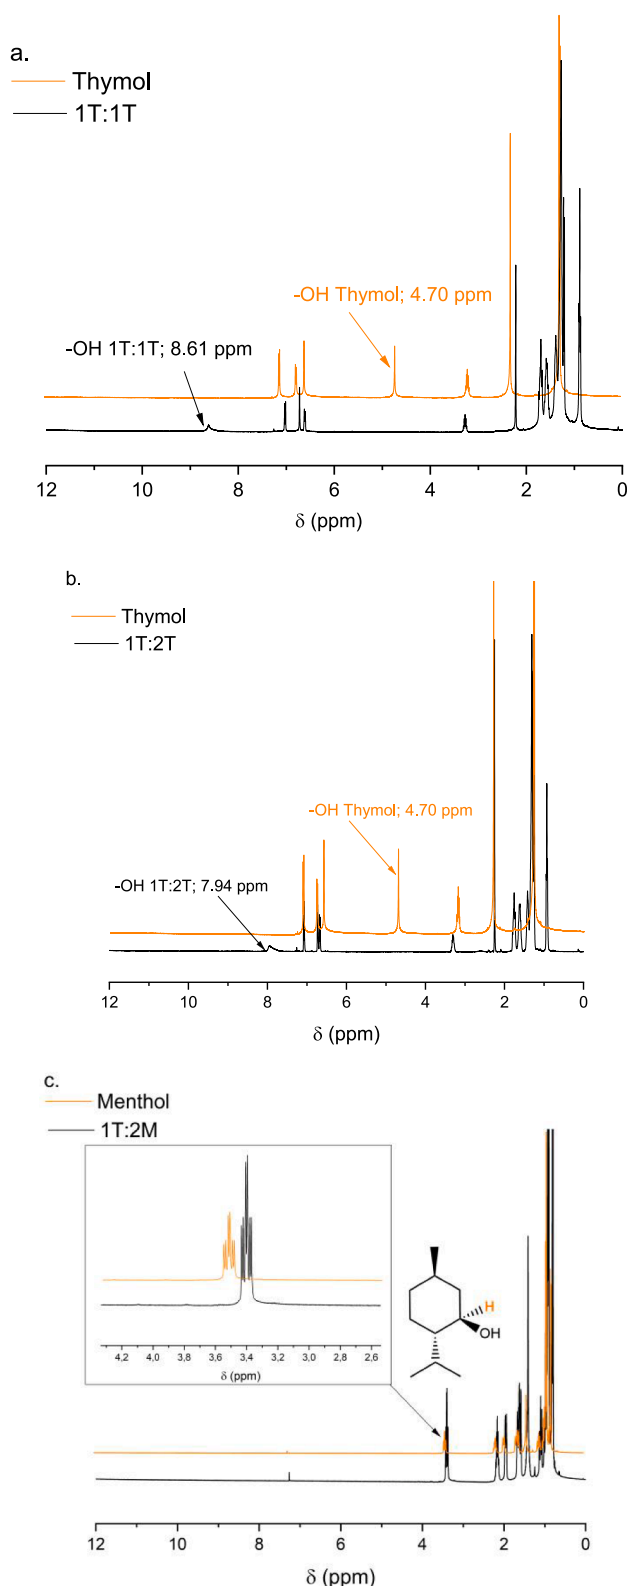 a.
Thymol
1T:1T
-OH Thymol; 4.70 ppm
-OH 1T:1T; 8.61 ppm
12 10 8 6 4 2 0
δ (ppm)
b.
Thymol
1T:2T
-OH Thymol; 4.70 ppm
-OH 1T:2T; 7.94 ppm
12 10 8 6 4 2 0
δ (ppm)
c.
Menthol
1T:2M
H
OH
4,2 4,0 3,8 3,6 3,4 3,2 3,0 2,8 2,6
δ (ppm)
12 10 8 6 4 2 0
δ (ppm)